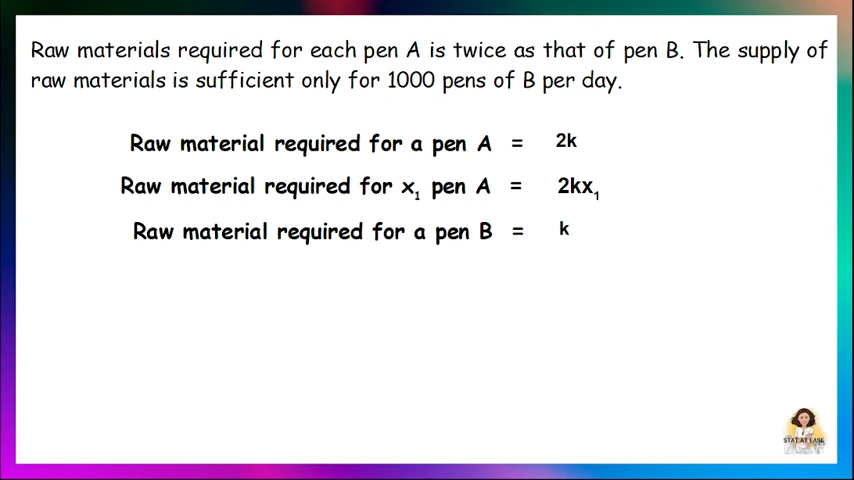 Raw materials required for each pen A is twice as that of pen B. The supply of
raw materials is sufficient only for 1000 pens of B per day.
Raw material required for a pen A = 2k
Raw material required for x₁ pen A = 2kx₁
Raw material required for a pen B = k
STAT AT EASE